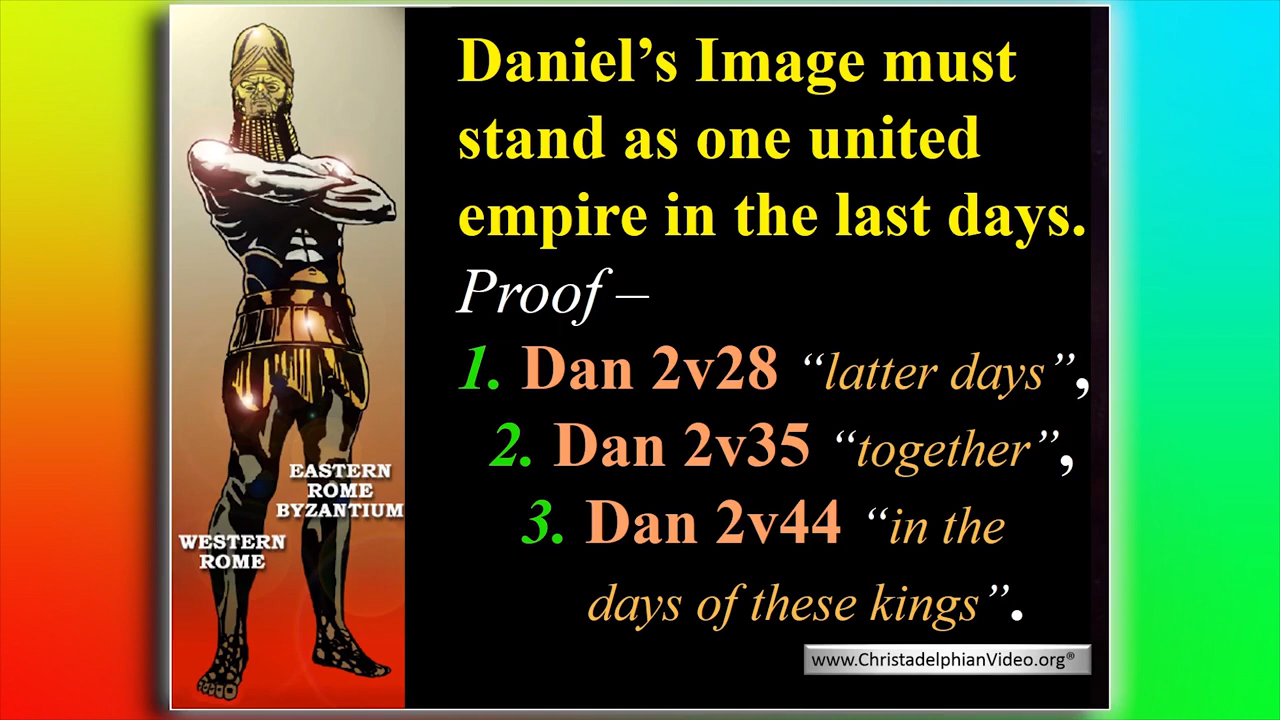 Daniel’s Image must
stand as one united
empire in the last days.
Proof –
1. Dan 2v28 “latter days”,
2. Dan 2v35 “together”,
3. Dan 2v44 “in the
days of these kings”.
EASTERN
ROME
BYZANTIUM
WESTERN
ROME
www.ChristadelphianVideo.org®